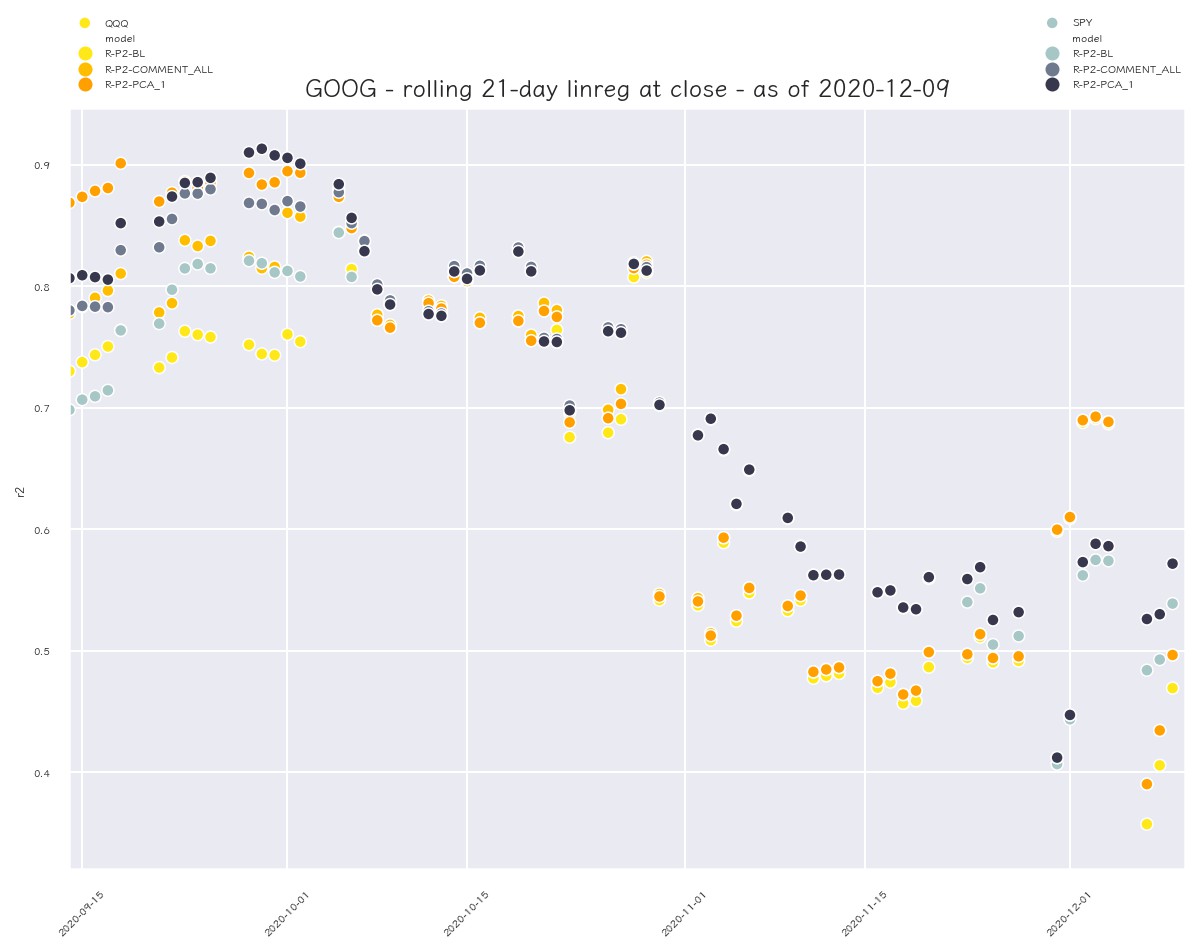 QQQ
model
R-P2-BL
R-P2-COMMENT_ALL
R-P2-PCA_1
SPY
model
R-P2-BL
R-P2-COMMENT_ALL
R-P2-PCA_1
GOOG - rolling 21-day linreg at close - as of 2020-12-09
0.9
0.8
0.7
0.6
0.5
0.4
r2
2020-09-15
2020-10-01
2020-10-15
2020-11-01
2020-11-15
2020-12-01